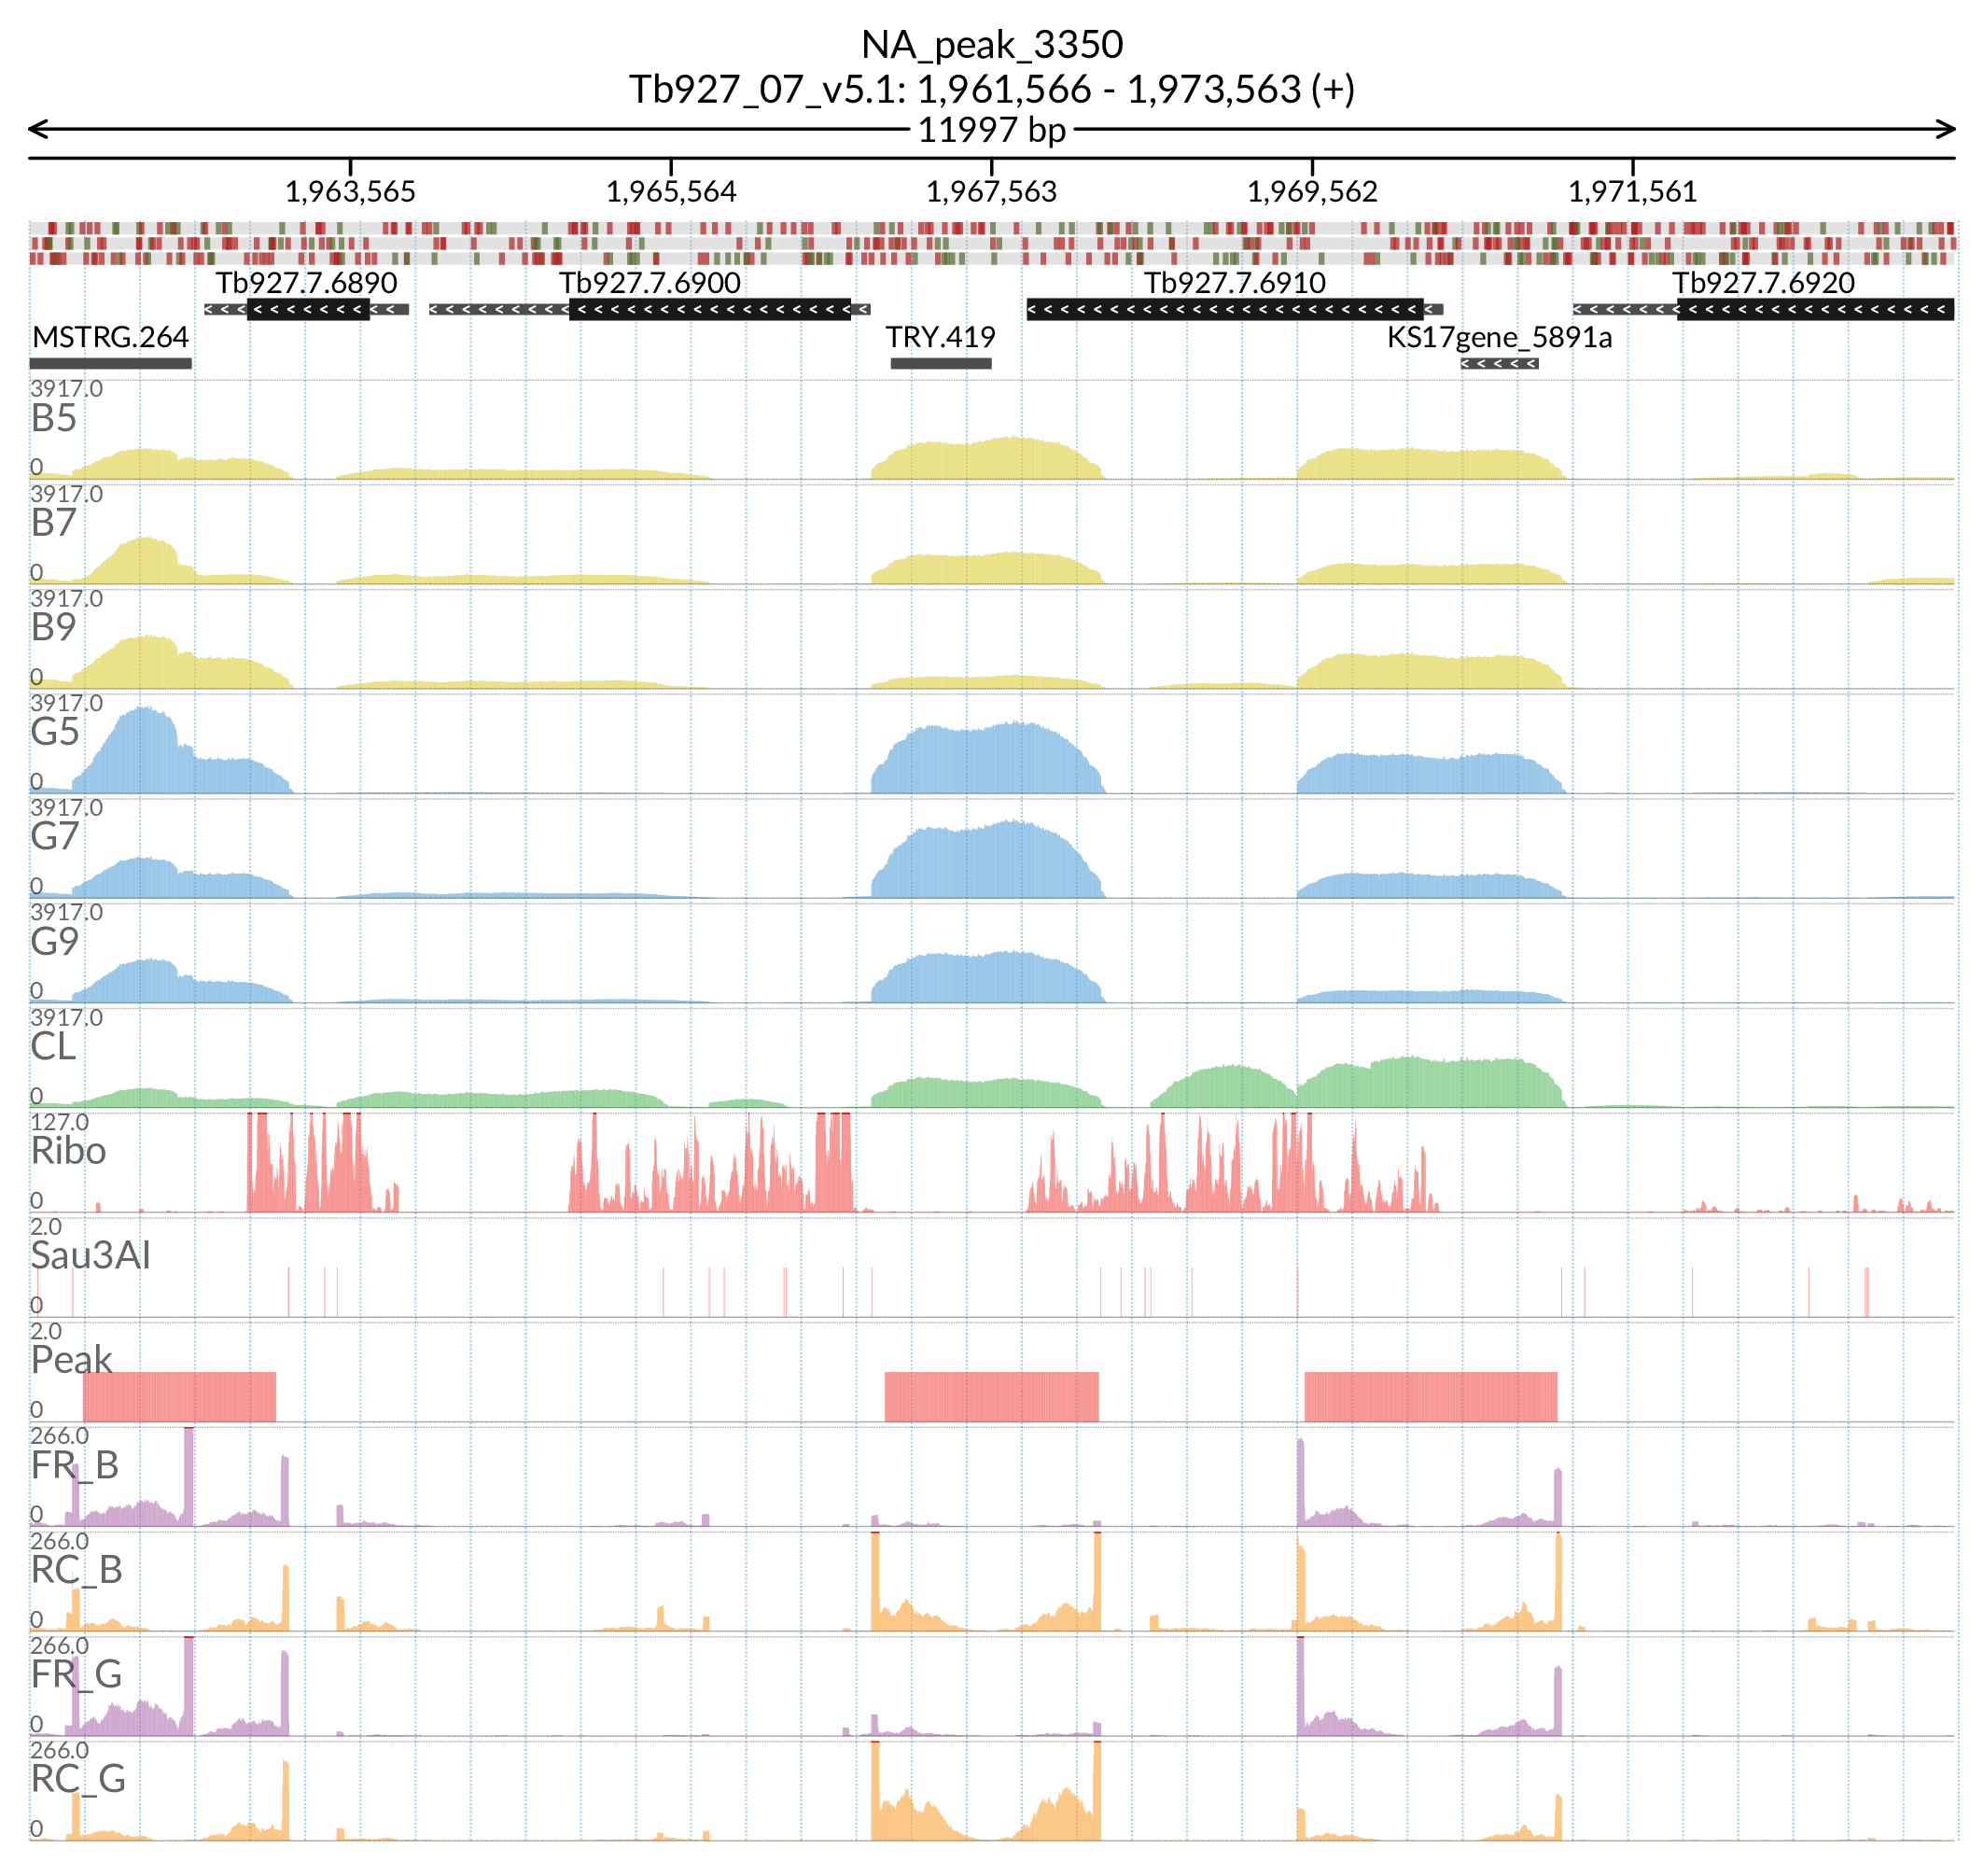 NA_peak_3350
Tb927_07_v5.1: 1,961,566 - 1,973,563 (+)
11997 bp
1,963,565 1,965,564 1,967,563 1,969,562 1,971,561
Tb927.7.6890 Tb927.7.6900 Tb927.7.6910 Tb927.7.6920
MSTRG.264 TRY.419 KS17gene_5891a
3917.0
B5
0
3917.0
B7
0
3917.0
B9
0
3917.0
G5
0
3917.0
G7
0
3917.0
G9
0
3917.0
CL
0
127.0
Ribo
0
2.0
Sau3AI
0
2.0
Peak
0
266.0
FR_B
0
266.0
RC_B
0
266.0
FR_G
0
266.0
RC_G
0